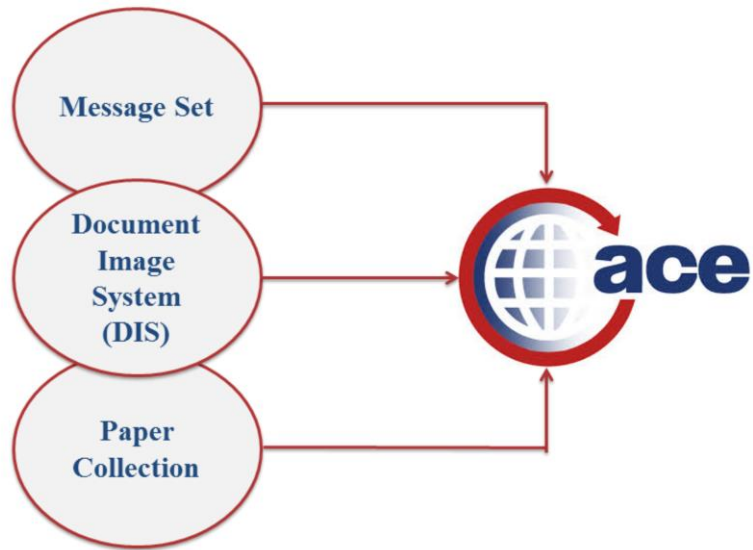 Message Set
Document
Image
System
(DIS)
Paper
Collection
ace